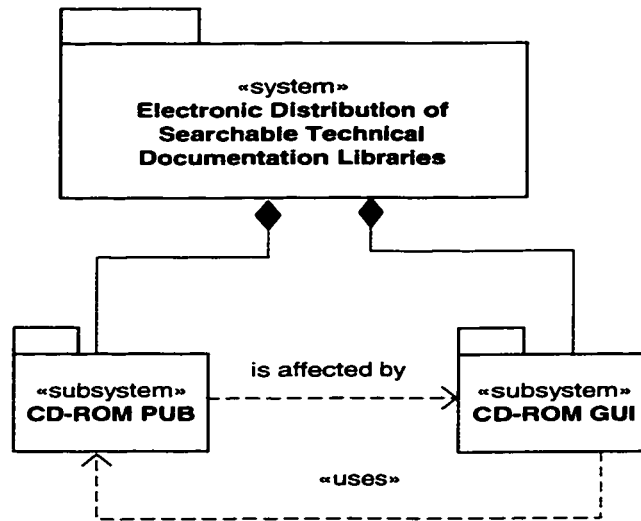 «system»
Electronic Distribution of
Searchable Technical
Documentation Libraries
is affected by
«subsystem»
CD-ROM PUB
«subsystem»
CD-ROM GUI
«uses»